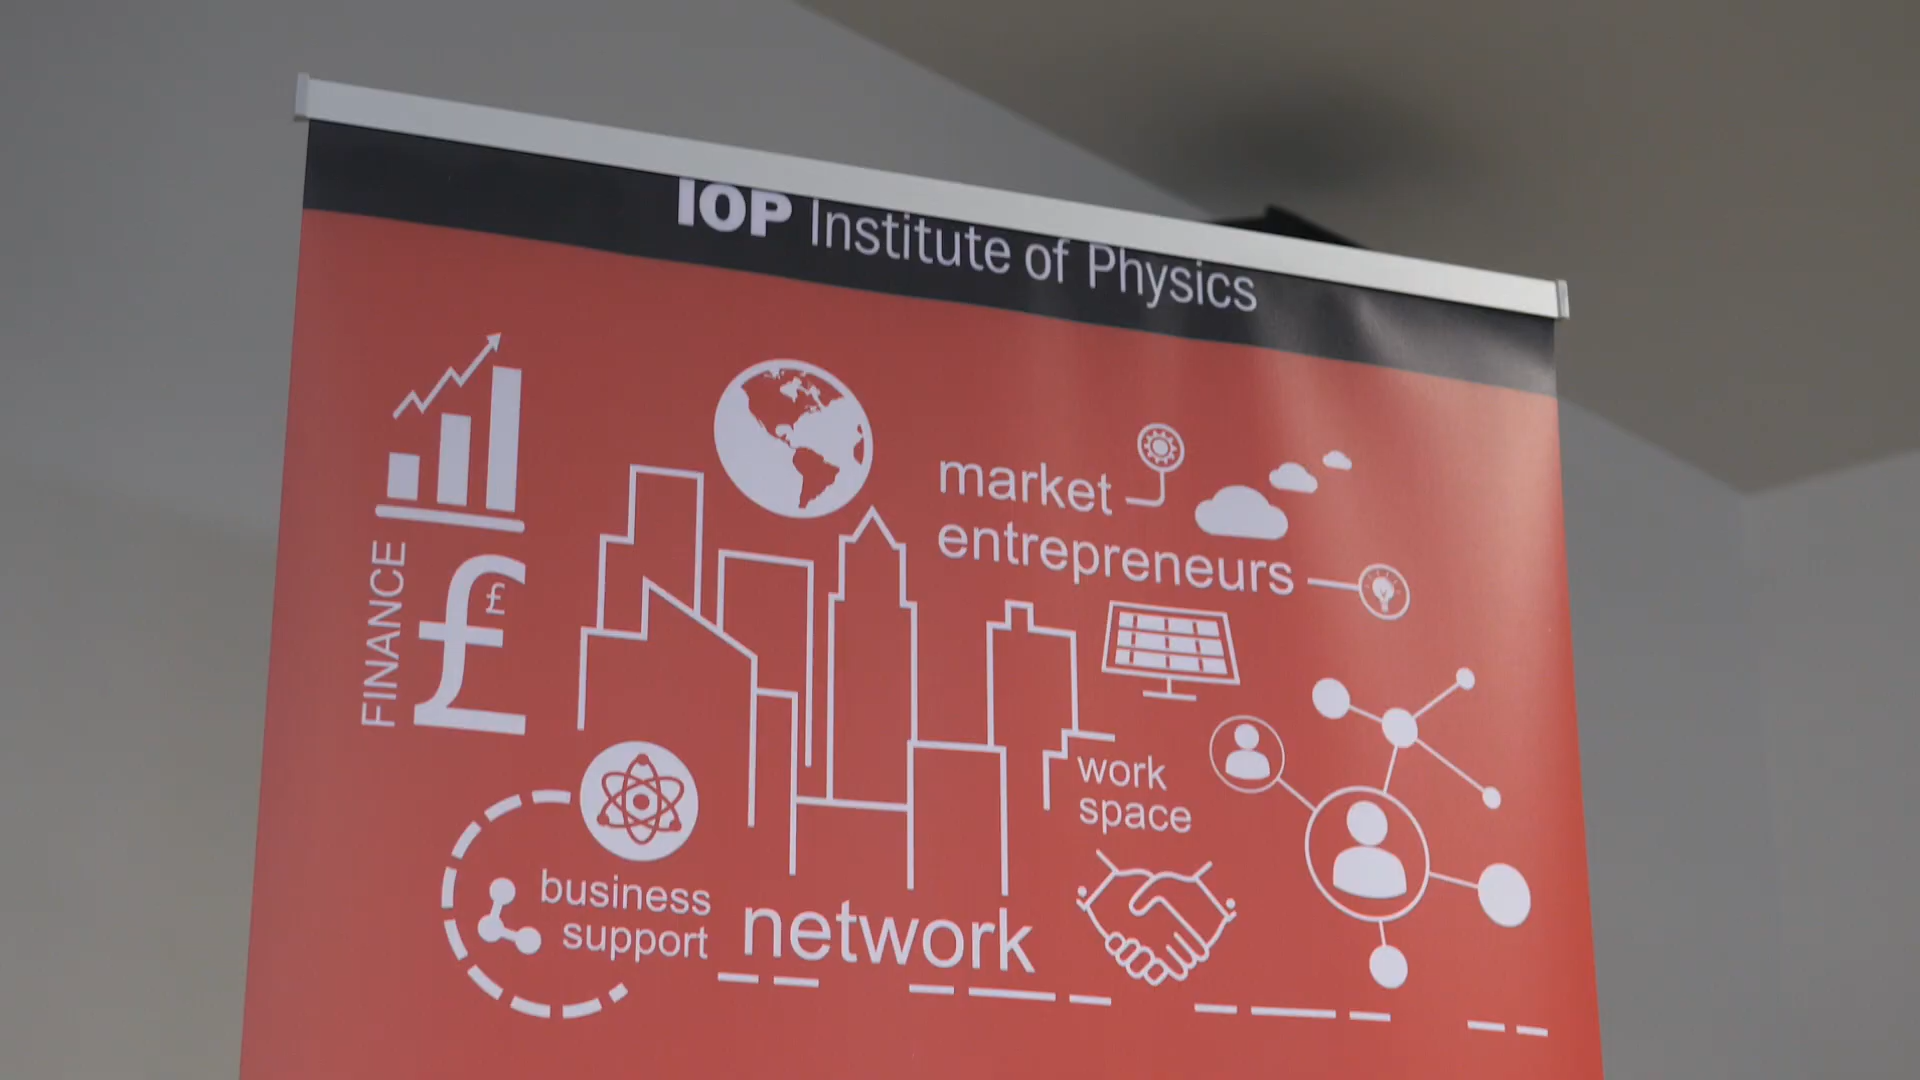 IOP Institute of Physics
market
entrepreneurs
FINANCE
£
£
work
space
business
support
network